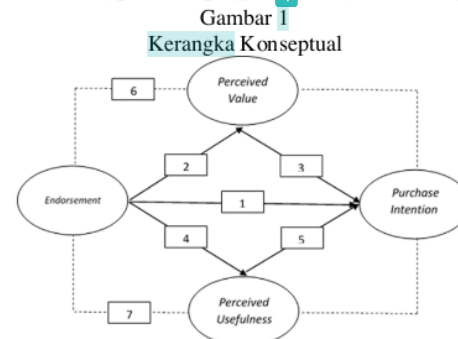 Gambar 1
Kerangka Konseptual
6
Perceived
Value
2
3
Endorsement
1
Purchase
Intention
4
5
7
Perceived
Usefulness